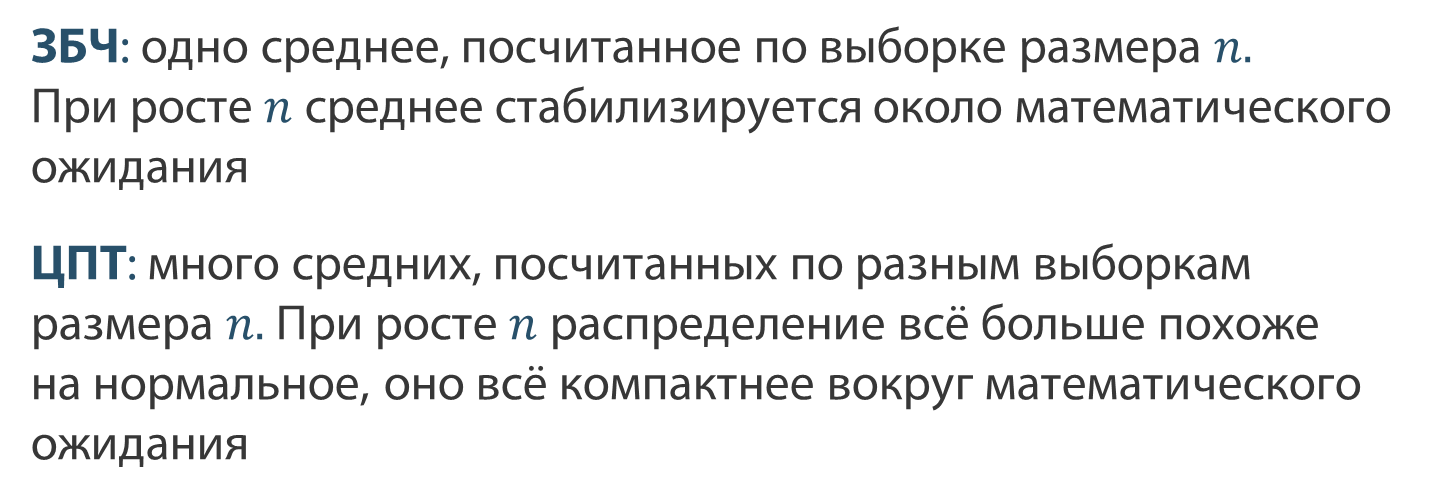 ЗБЧ: одно среднее, посчитанное по выборке размера n.
При росте n среднее стабилизируется около математического
ожидания
ЦПТ: много средних, посчитанных по разным выборкам
размера n. При росте n распределение всё больше похоже
на нормальное, оно всё компактнее вокруг математического
ожидания